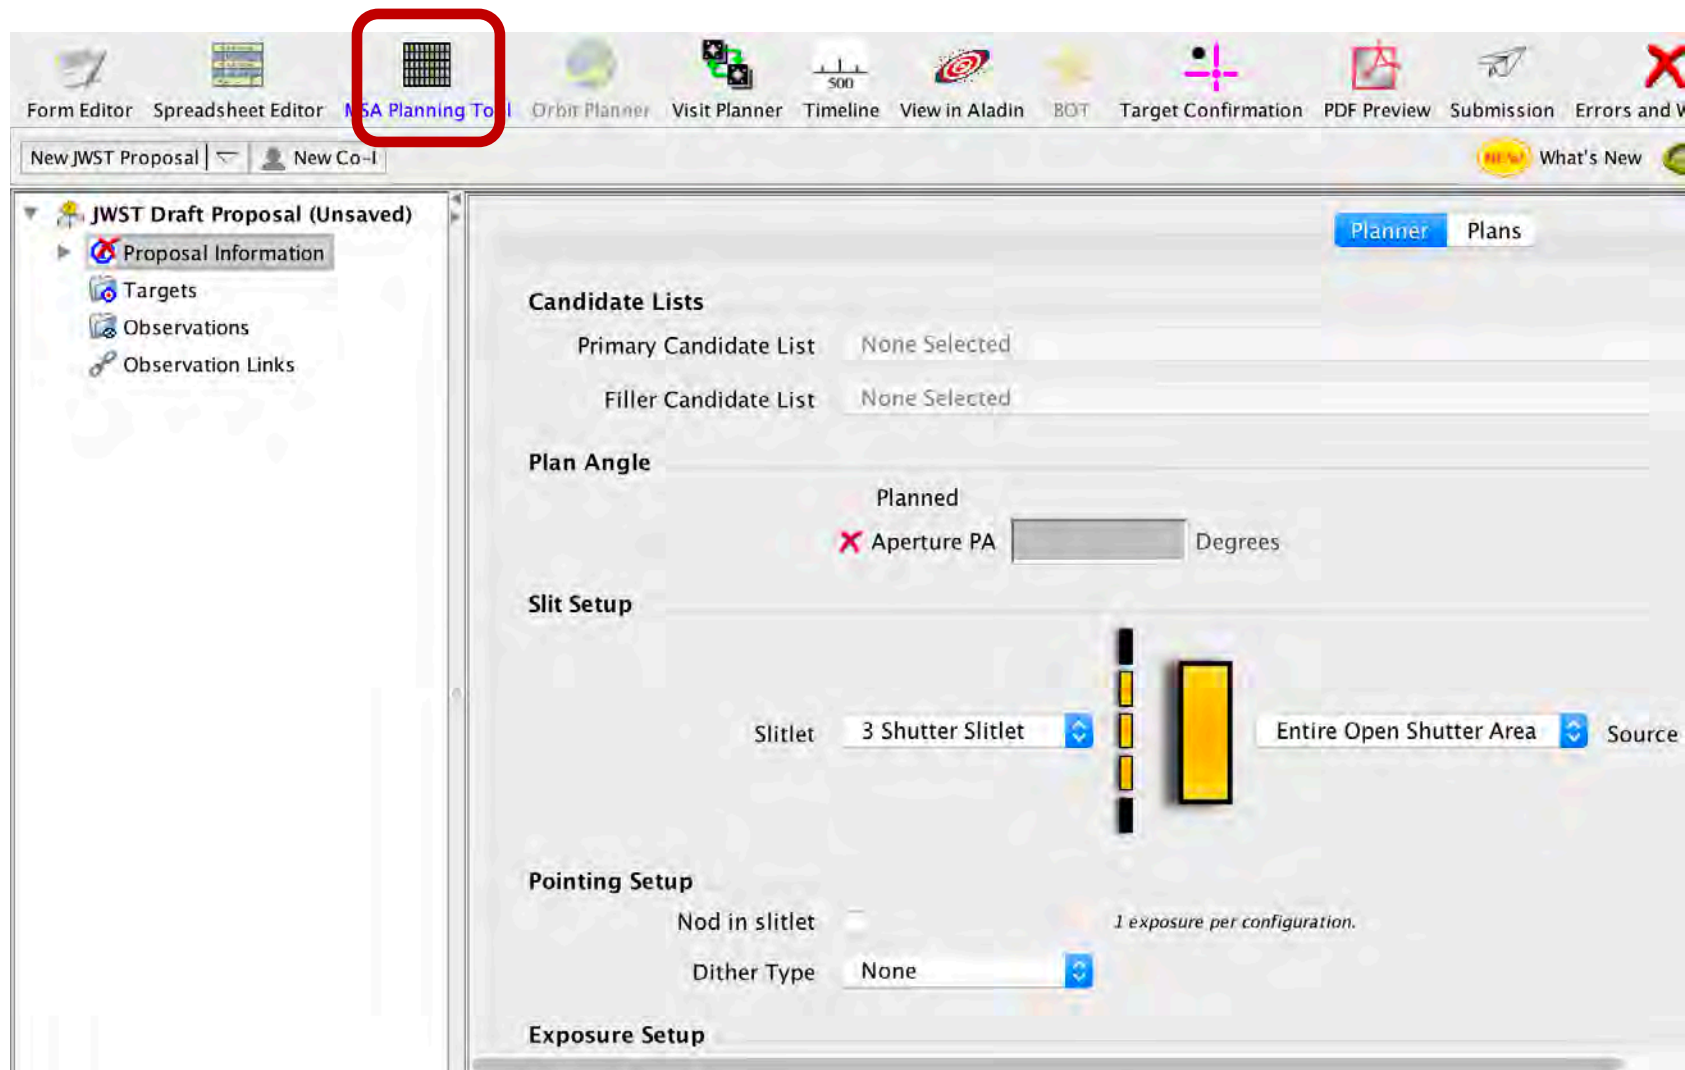 500
Form Editor Spreadsheet Editor MSA Planning Tool Orbit Planner Visit Planner Timeline View in Aladin BOT Target Confirmation PDF Preview Submission Errors and W
New JWST Proposal New Co-I NEW! What's New
JWST Draft Proposal (Unsaved)
Proposal Information
Targets
Observations
Observation Links
Planner Plans
Candidate Lists
Primary Candidate List None Selected
Filler Candidate List None Selected
Plan Angle
Planned
Aperture PA Degrees
Slit Setup
Slitlet 3 Shutter Slitlet Entire Open Shutter Area Source
Pointing Setup
Nod in slitlet 1 exposure per configuration.
Dither Type None
Exposure Setup